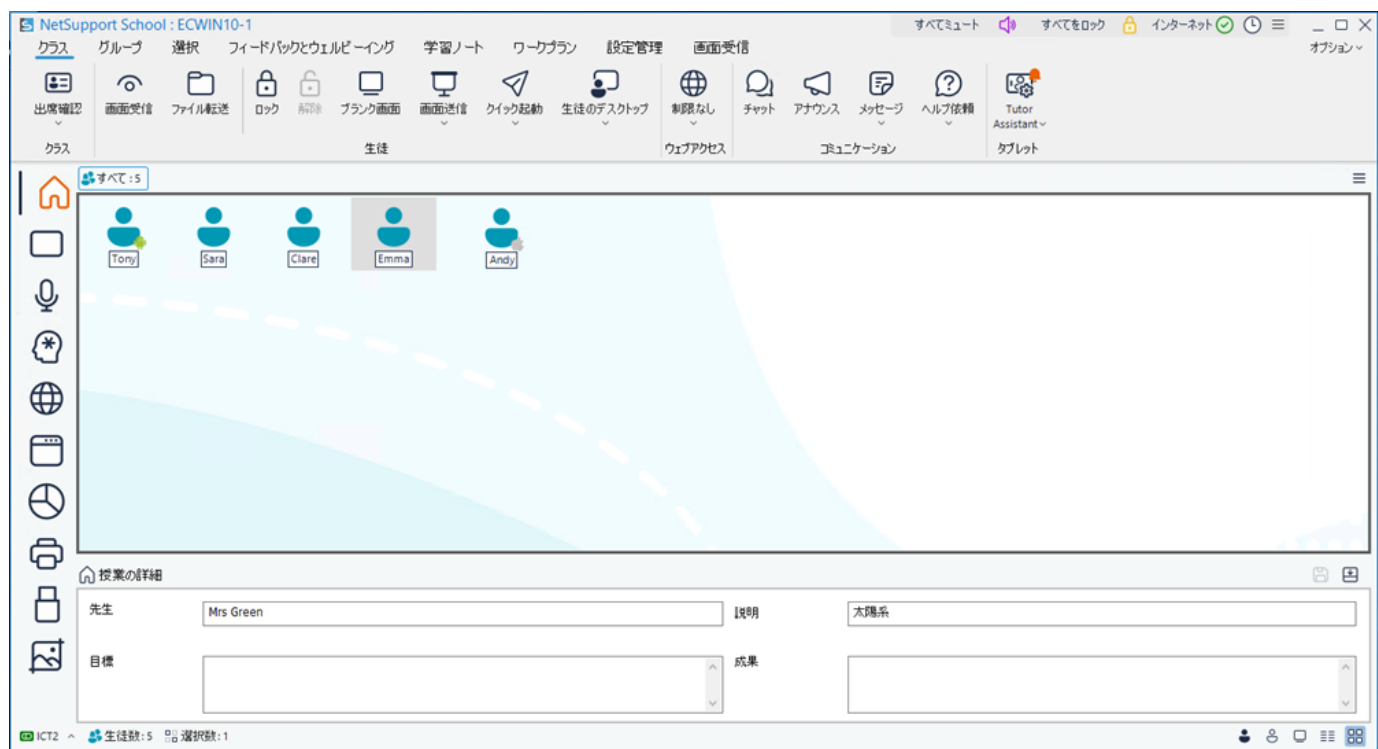 NetSupport School : ECWIN10-1 すべてミュート すべてをロック インターネット
クラス グループ 選択 フィードバックとウェルビーイング 学習ノート ワークプラン 設定管理 画面受信 オプション
出席確認 画面受信 ファイル転送 ロック 解除 ブランク画面 画面送信 クイック起動 生徒のデスクトップ 制限なし チャット アナウンス メッセージ ヘルプ依頼 Tutor
Assistant
クラス 生徒 ウェブアクセス コミュニケーション タブレット
すべて : 5
Tony Sara Clare Emma Andy
授業の詳細
先生 Mrs Green 説明 太陽系
目標 成果
ICT2 生徒数 : 5 選択数 : 1